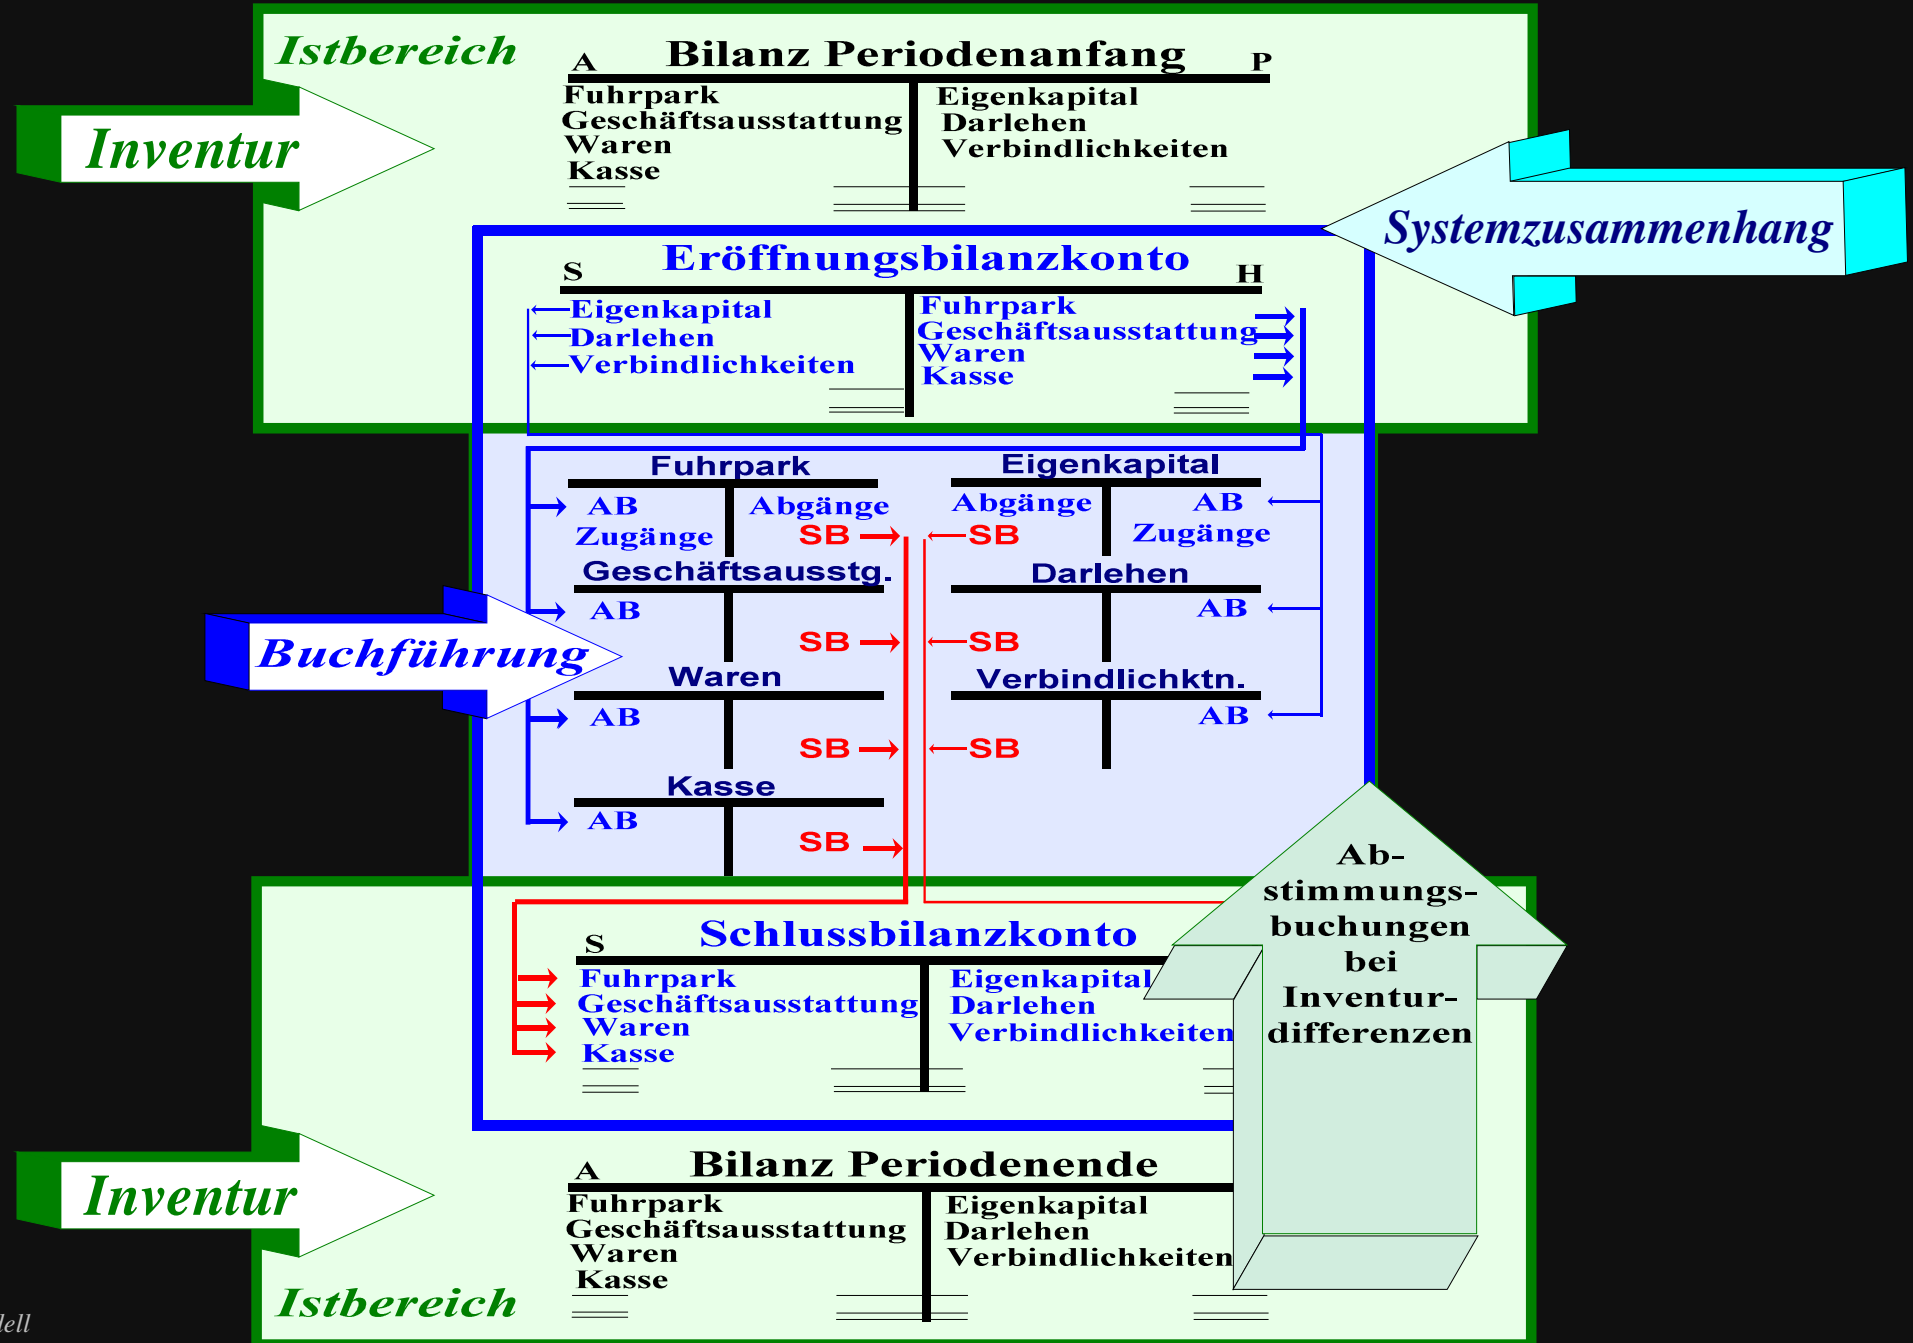 Istbereich
Bilanz Periodenanfang
A
P
Fuhrpark
Geschäftsausstattung
Waren
Kasse
Eigenkapital
Darlehen
Verbindlichkeiten
Inventur
Systemzusammenhang
Eröffnungsbilanzkonto
S
H
Eigenkapital
Darlehen
Verbindlichkeiten
Fuhrpark
Geschäftsausstattung
Waren
Kasse
Fuhrpark
AB
Abgänge
Zugänge
SB
Eigenkapital
Abgänge
AB
SB
Zugänge
Geschäftsausstg.
AB
SB
Darlehen
AB
SB
Buchführung
Waren
AB
SB
Verbindlichktn.
AB
SB
Kasse
AB
SB
Ab-
stimmungs-
buchungen
bei
Inventur-
differenzen
Schlussbilanzkonto
S
Fuhrpark
Geschäftsausstattung
Waren
Kasse
Eigenkapital
Darlehen
Verbindlichkeiten
Inventur
Bilanz Periodenende
A
Fuhrpark
Geschäftsausstattung
Waren
Kasse
Eigenkapital
Darlehen
Verbindlichkeiten
Istbereich